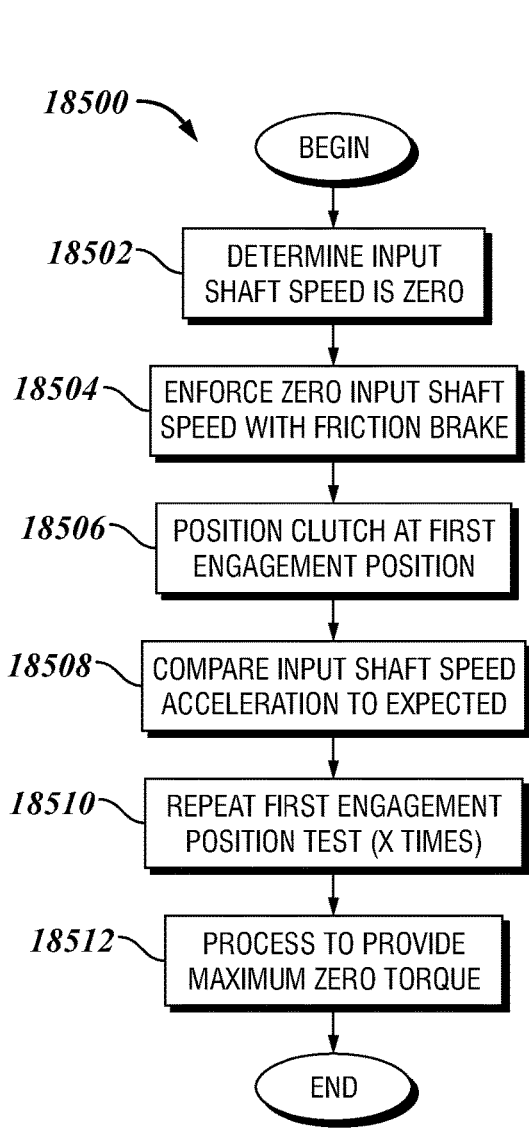 18500
BEGIN
18502
DETERMINE INPUT
SHAFT SPEED IS ZERO
18504
ENFORCE ZERO INPUT SHAFT
SPEED WITH FRICTION BRAKE
18506
POSITION CLUTCH AT FIRST
ENGAGEMENT POSITION
18508
COMPARE INPUT SHAFT SPEED
ACCELERATION TO EXPECTED
18510
REPEAT FIRST ENGAGEMENT
POSITION TEST (X TIMES)
18512
PROCESS TO PROVIDE
MAXIMUM ZERO TORQUE
END